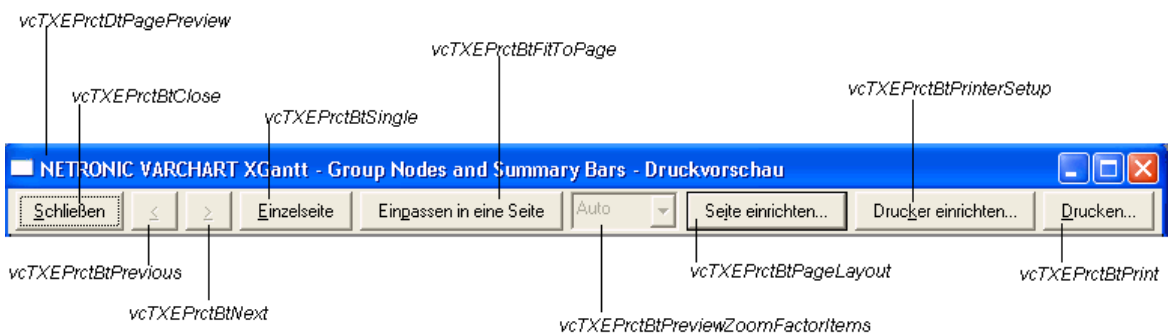 vcTXEPrctDtPagePreview
vcTXEPrctBtFitToPage
vcTXEPrctBtClose
vcTXEPrctBtPrinterSetup
vcTXEPrctBtSingle
NETRONIC VARCHART XGantt - Group Nodes and Summary Bars - Druckvorschau
Schließen < > Einzelseite Einpassen in eine Seite Auto Seite einrichten... Drucker einrichten... Drucken...
vcTXEPrctBtPrevious
vcTXEPrctBtPageLayout
vcTXEPrctBtPrint
vcTXEPrctBtNext
vcTXEPrctBtPreviewZoomFactorItems